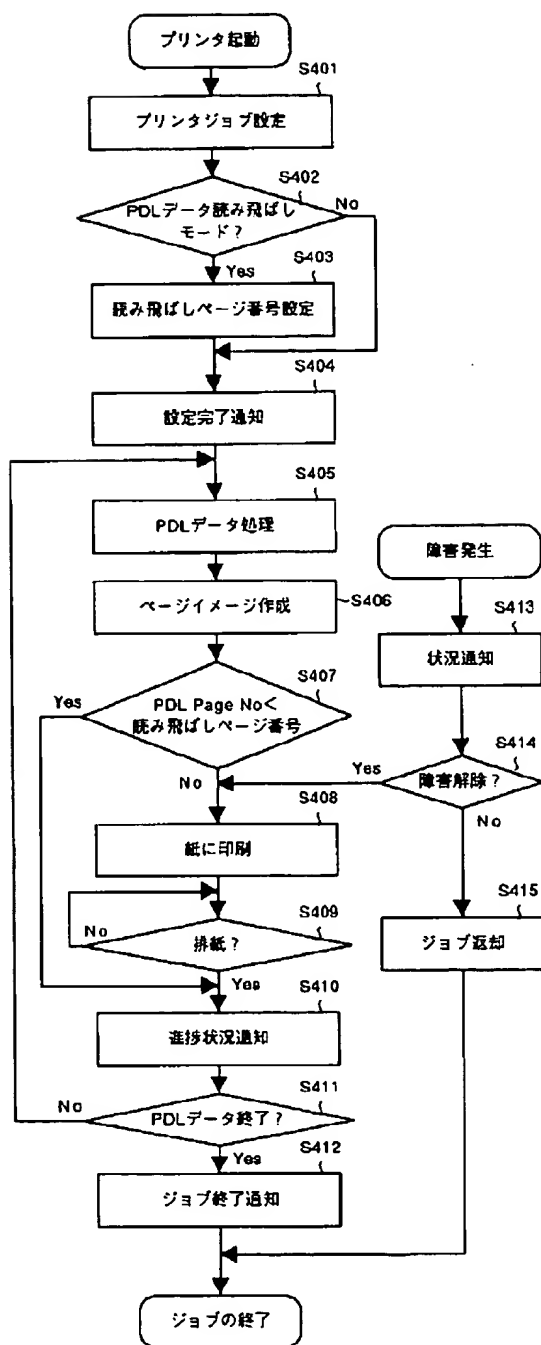 プリンタ起動
S401
プリンタジョブ設定
S402
PDLデータ読み飛ばし
モード？
No
Yes
S403
読み飛ばしページ番号設定
S404
設定完了通知
S405
PDLデータ処理
ページイメージ作成
S406
S407
PDL Page No<
読み飛ばしページ番号
Yes
No
S408
紙に印刷
S409
排紙？
No
Yes
S410
進捗状況通知
S411
PDLデータ終了？
No
Yes
S412
ジョブ終了通知
ジョブの終了
障害発生
S413
状況通知
S414
障害解除？
Yes
No
S415
ジョブ返却